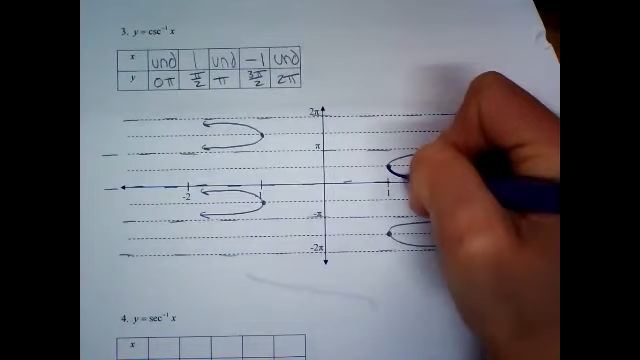 3. y = csc⁻¹ x
x und 1 und -1 und
y 0π π/2 π 3π/2 2π
2π
π
-2 1
-π
-2π
4. y = sec⁻¹ x
x